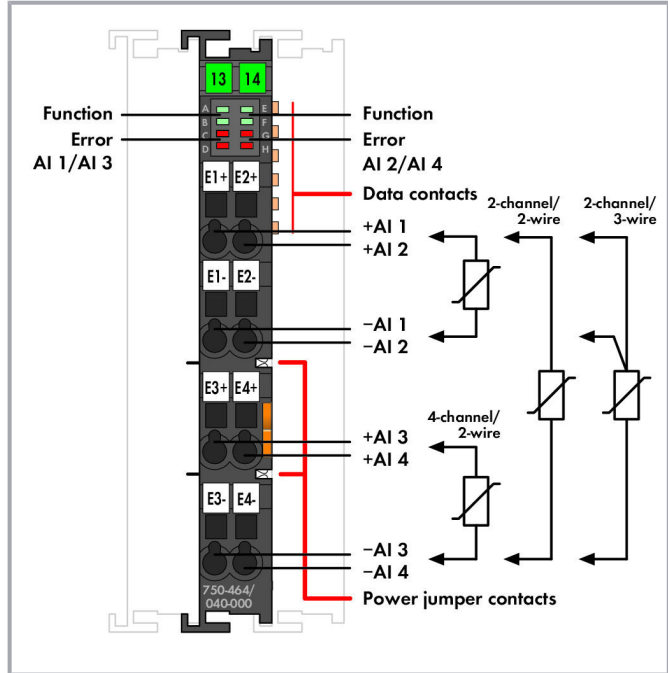 13 14
A E
B F
C G
D H
Function
Error
AI 1/AI 3
Function
Error
AI 2/AI 4
E1+ E2+
Data contacts
2-channel/
2-wire
2-channel/
3-wire
+AI 1
+AI 2
E1- E2-
−AI 1
−AI 2
E3+ E4+
4-channel/
2-wire
+AI 3
+AI 4
E3- E4-
−AI 3
−AI 4
750-464/
040-000
Power jumper contacts